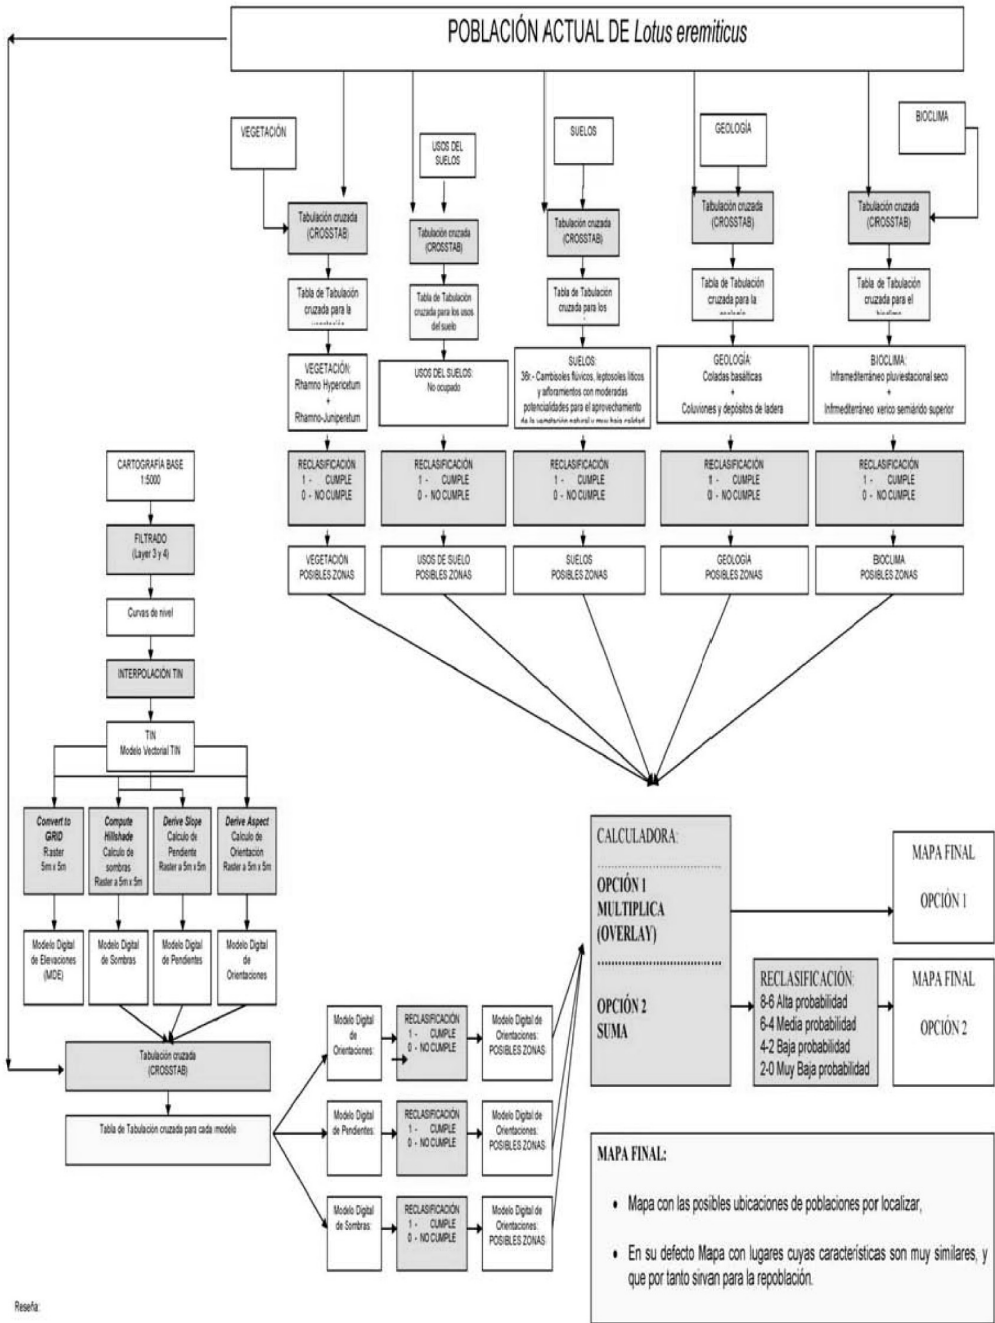 POBLACIÓN ACTUAL DE Lotus eremiticus
VEGETACIÓN
USOS DEL
SUELOS
SUELOS
GEOLOGÍA
BIOCLIMA
Tabulación cruzada
(CROSSTAB)
Tabulación cruzada
(CROSSTAB)
Tabulación cruzada
(CROSSTAB)
Tabulación cruzada
(CROSSTAB)
Tabulación cruzada
(CROSSTAB)
Tabla de Tabulación
cruzada para la
Tabla de Tabulación
cruzada para los usos
del suelo
Tabla de Tabulación
cruzada para los
Tabla de Tabulación
cruzada para la
Tabla de Tabulación
cruzada para el
VEGETACIÓN:
Rhamno Hypericetum
+
Rhamno-Juniperetum
USOS DEL SUELOS:
No ocupado
SUELOS:
36r.- Cambisoles flúvicos, leptosoles líticos
y afloramientos con moderadas
potencialidades para el aprovechamiento
de la vegetación natural y muy baja calidad
GEOLOGÍA:
Coladas basálticas
+
Coluviones y depósitos de ladera
BIOCLIMA:
Inframediterráneo pluviestacional seco
+
Infrmediterráneo xerico semiárido superior
RECLASIFICACIÓN
1 - CUMPLE
0 - NO CUMPLE
RECLASIFICACIÓN
1 - CUMPLE
0 - NO CUMPLE
RECLASIFICACIÓN
1 - CUMPLE
0 - NO CUMPLE
RECLASIFICACIÓN
1 - CUMPLE
0 - NO CUMPLE
RECLASIFICACIÓN
1 - CUMPLE
0 - NO CUMPLE
VEGETACIÓN
POSIBLES ZONAS
USOS DE SUELO
POSIBLES ZONAS
SUELOS
POSIBLES ZONAS
GEOLOGÍA
POSIBLES ZONAS
BIOCLIMA
POSIBLES ZONAS
CARTOGRAFÍA BASE
1:5000
FILTRADO
(Layer 3 y 4)
Curvas de nivel
INTERPOLACIÓN TIN
TIN
Modelo Vectorial TIN
Convert to
GRID
Raster
5m x 5m
Compute
Hillshade
Calculo de
sombras
Raster a 5m x 5m
Derive Slope
Calculo de
Pendiente
Raster a 5m x 5m
Derive Aspect
Calculo de
Orientación
Raster a 5m x 5m
Modelo Digital
de Elevaciones
(MDE)
Modelo Digital
de Sombras
Modelo Digital de
Pendientes
Modelo Digital de
Orientaciones
Tabulación cruzada
(CROSSTAB)
Tabla de Tabulación cruzada para cada modelo
Modelo Digital
de
Orientaciones:
RECLASIFICACIÓN
1 - CUMPLE
0 - NO CUMPLE
Modelo Digital de
Orientaciones:
POSIBLES ZONAS
Modelo Digital
de Pendientes:
RECLASIFICACIÓN
1 - CUMPLE
0 - NO CUMPLE
Modelo Digital de
Orientaciones:
POSIBLES ZONAS
Modelo Digital
de Sombras:
RECLASIFICACIÓN
1 - CUMPLE
0 - NO CUMPLE
Modelo Digital de
Orientaciones:
POSIBLES ZONAS
CALCULADORA:
OPCIÓN 1
MULTIPLICA
(OVERLAY)
OPCIÓN 2
SUMA
MAPA FINAL
OPCIÓN 1
RECLASIFICACIÓN:
8-6 Alta probabilidad
6-4 Media probabilidad
4-2 Baja probabilidad
2-0 Muy Baja probabilidad
MAPA FINAL
OPCIÓN 2
MAPA FINAL:
• Mapa con las posibles ubicaciones de poblaciones por localizar,
• En su defecto Mapa con lugares cuyas características son muy similares, y
que por tanto sirvan para la repoblación.
Reseña: